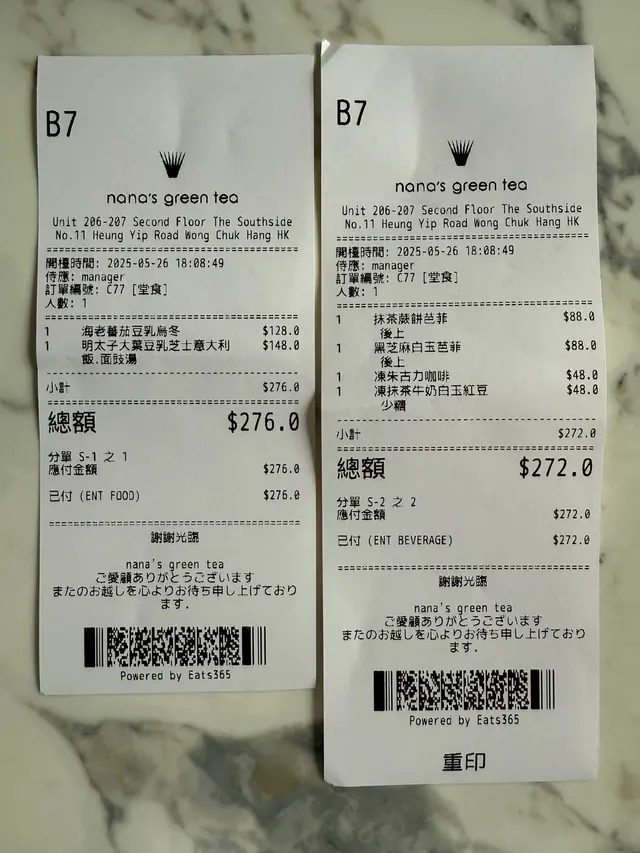 B7
nana's green tea
Unit 206-207 Second Floor The Southside
No.11 Heung Yip Road Wong Chuk Hang HK
開檯時間: 2025-05-26 18:08:49
侍應: manager
訂單編號: C77 [堂食]
人數: 1
1 海老蕃茄豆乳烏冬 $128.0
1 明太子大葉豆乳芝士意大利 $148.0
飯.面豉湯
小計 $276.0
總額 $276.0
分單 S-1 之 1
應付金額 $276.0
已付 (ENT FOOD) $276.0
謝謝光臨
nana's green tea
ご愛顧ありがとうございます
またのお越しを心よりお待ち申し上げており
ます.
Powered by Eats365
B7
nana's green tea
Unit 206-207 Second Floor The Southside
No.11 Heung Yip Road Wong Chuk Hang HK
開檯時間: 2025-05-26 18:08:49
侍應: manager
訂單編號: C77 [堂食]
人數: 1
1 抹茶蕨餅芭菲 $88.0
後上
1 黑芝麻白玉芭菲 $88.0
後上
1 凍朱古力咖啡 $48.0
1 凍抹茶牛奶白玉紅豆 $48.0
少糖
小計 $272.0
總額 $272.0
分單 S-2 之 2
應付金額 $272.0
已付 (ENT BEVERAGE) $272.0
謝謝光臨
nana's green tea
ご愛顧ありがとうございます
またのお越しを心よりお待ち申し上げており
ます.
Powered by Eats365
重印